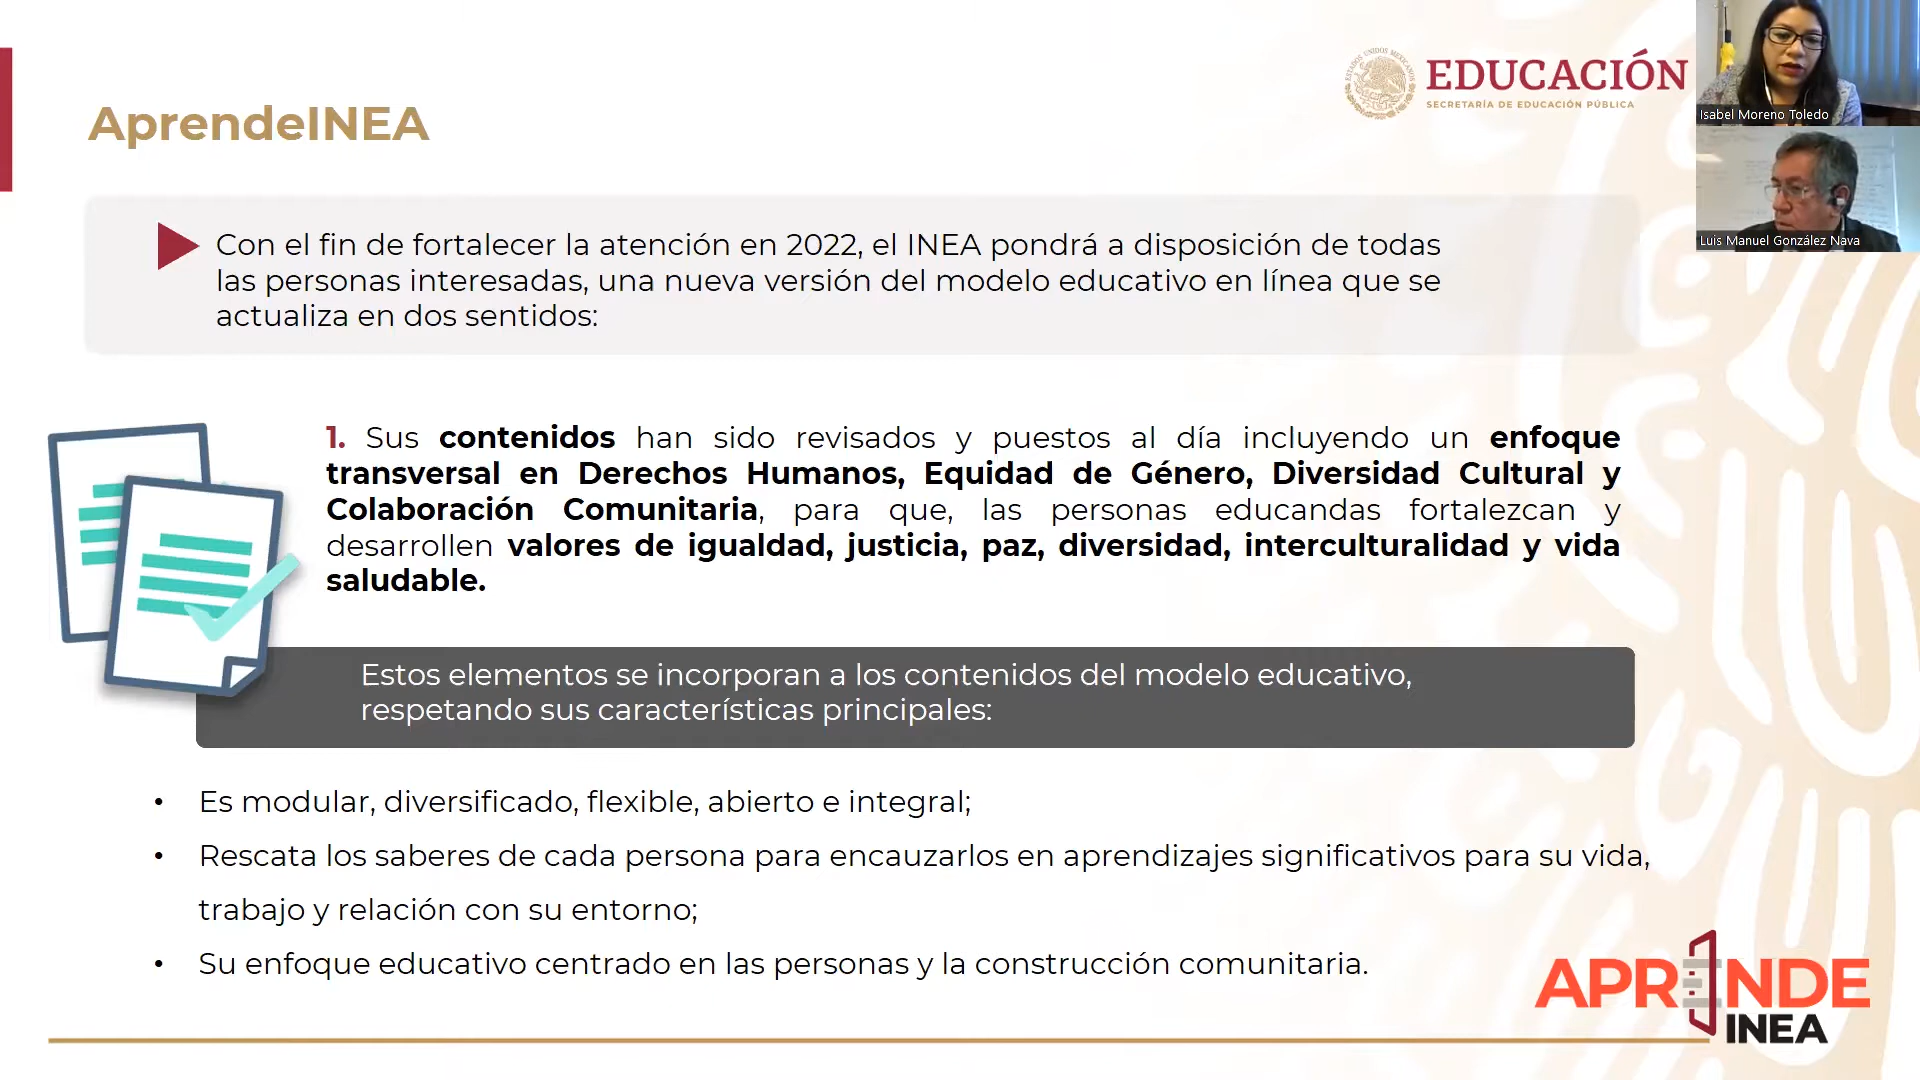 AprendeINEA
ESTADOS UNIDOS MEXICANOS
EDUCACIÓN
SECRETARÍA DE EDUCACIÓN PÚBLICA
Isabel Moreno Toledo
Luis Manuel González Nava
Con el fin de fortalecer la atención en 2022, el INEA pondrá a disposición de todas
las personas interesadas, una nueva versión del modelo educativo en línea que se
actualiza en dos sentidos:
1. Sus contenidos han sido revisados y puestos al día incluyendo un enfoque
transversal en Derechos Humanos, Equidad de Género, Diversidad Cultural y
Colaboración Comunitaria, para que, las personas educandas fortalezcan y
desarrollen valores de igualdad, justicia, paz, diversidad, interculturalidad y vida
saludable.
Estos elementos se incorporan a los contenidos del modelo educativo,
respetando sus características principales:
• Es modular, diversificado, flexible, abierto e integral;
• Rescata los saberes de cada persona para encauzarlos en aprendizajes significativos para su vida,
trabajo y relación con su entorno;
• Su enfoque educativo centrado en las personas y la construcción comunitaria.
APRENDE
INEA